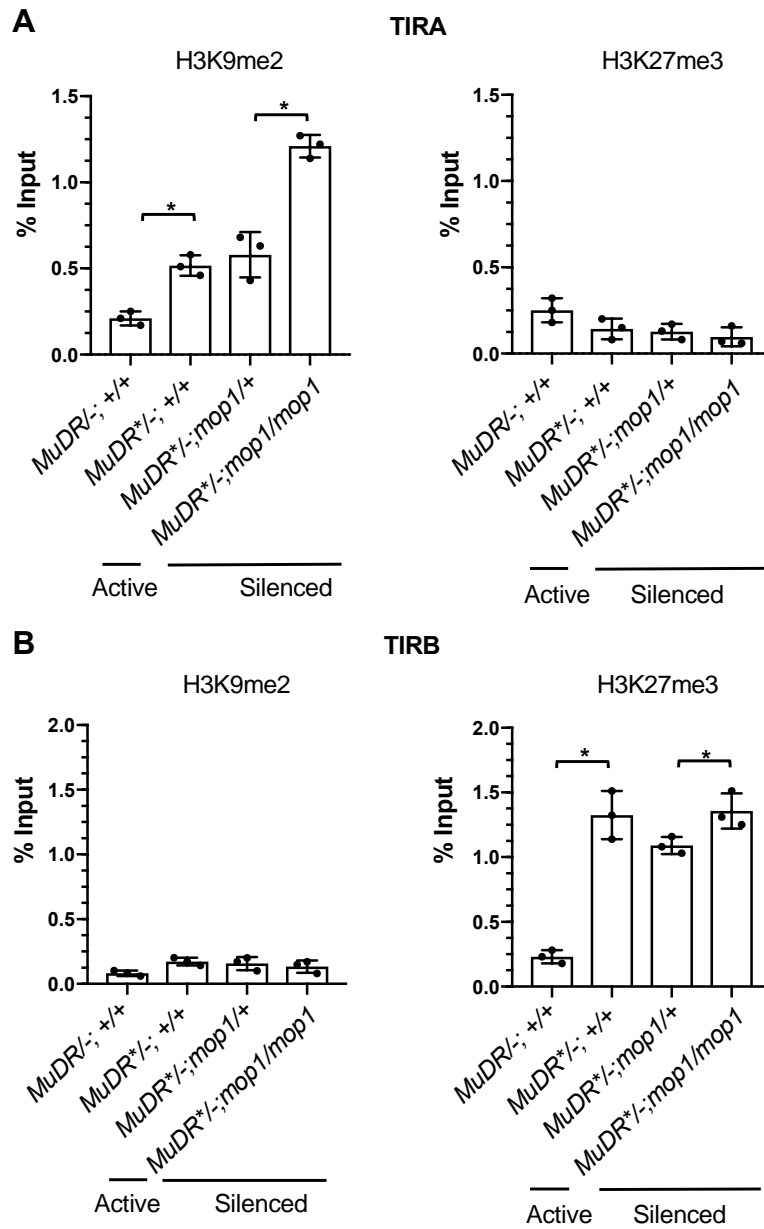 A
TIRA
H3K9me2
H3K27me3
% Input
1.5
1.0
0.5
0.0
*
*
MuDR/-; +/+
MuDR*/-; +/+
MuDR*/-;mop1/+
MuDR*/-;mop1/mop1
Active
Silenced
% Input
1.5
1.0
0.5
0.0
MuDR/-; +/+
MuDR*/-; +/+
MuDR*/-;mop1/+
MuDR*/-;mop1/mop1
Active
Silenced
B
TIRB
H3K9me2
H3K27me3
% Input
2.0
1.5
1.0
0.5
0.0
MuDR/-; +/+
MuDR*/-; +/+
MuDR*/-;mop1/+
MuDR*/-;mop1/mop1
Active
Silenced
% Input
2.0
1.5
1.0
0.5
0.0
*
*
MuDR/-; +/+
MuDR*/-; +/+
MuDR*/-;mop1/+
MuDR*/-;mop1/mop1
Active
Silenced